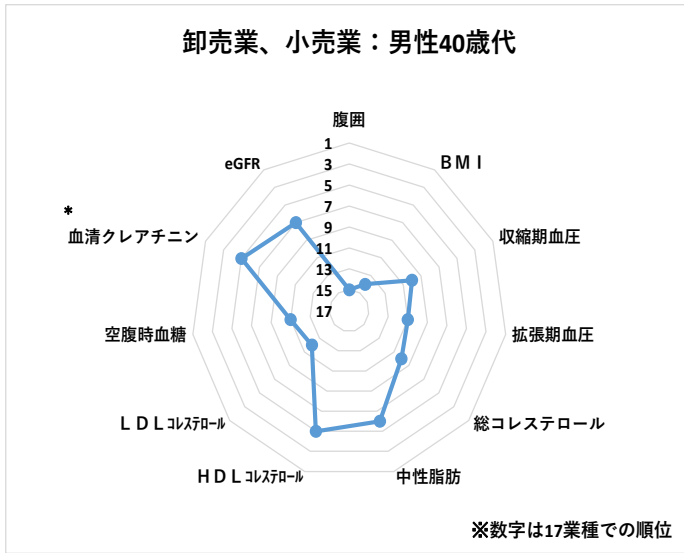 卸売業、小売業：男性40歳代
腹囲
ＢＭＩ
収縮期血圧
拡張期血圧
総コレステロール
中性脂肪
ＨＤＬｺﾚｽﾃﾛｰﾙ
ＬＤＬｺﾚｽﾃﾛｰﾙ
空腹時血糖
*
血清クレアチニン
eGFR
1
3
5
7
9
11
13
15
17
※数字は17業種での順位